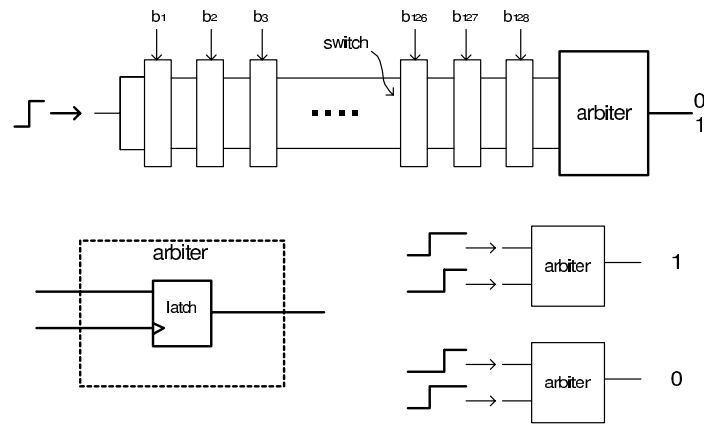 b1 b2 b3 b126 b127 b128
switch
arbiter
0
1
arbiter
latch
arbiter
1
arbiter
0